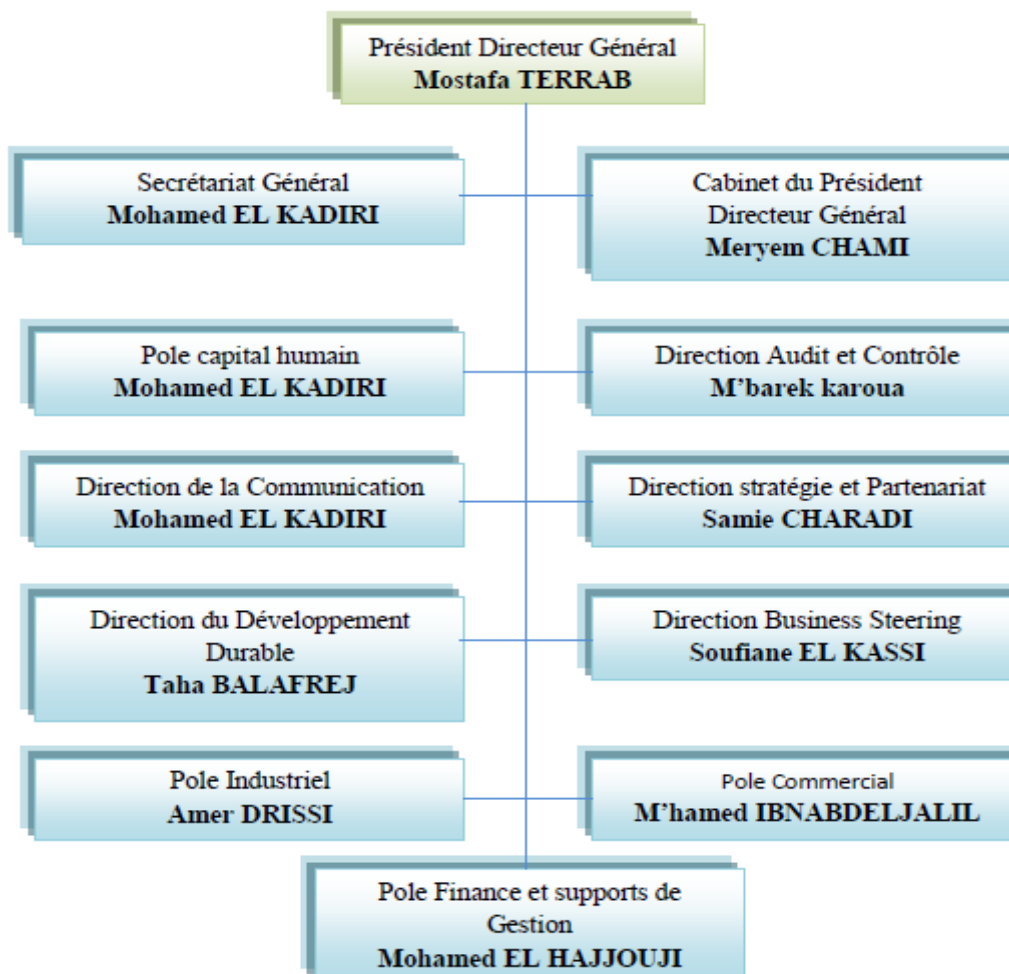 Président Directeur Général
Mostafa TERRAB
Secrétariat Général
Mohamed EL KADIRI
Cabinet du Président
Directeur Général
Meryem CHAMI
Pole capital humain
Mohamed EL KADIRI
Direction Audit et Contrôle
M’barek karoua
Direction de la Communication
Mohamed EL KADIRI
Direction stratégie et Partenariat
Samie CHARADI
Direction du Développement
Durable
Taha BALAFREJ
Direction Business Steering
Soufiane EL KASSI
Pole Industriel
Amer DRISSI
Pole Commercial
M’hamed IBNABDELJALIL
Pole Finance et supports de
Gestion
Mohamed EL HAJJOUJI